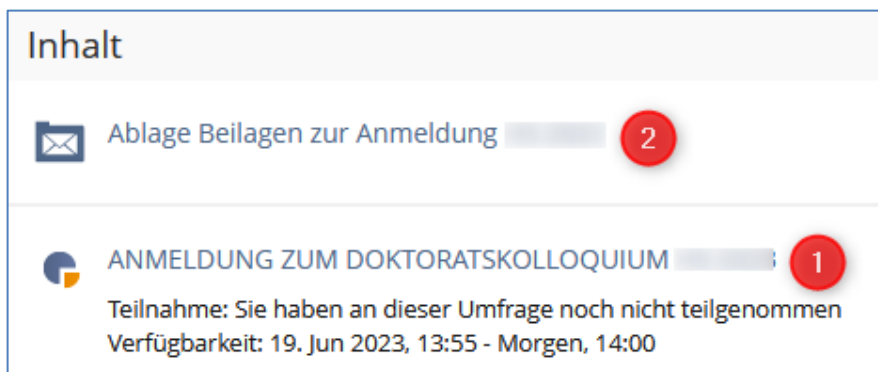 Inhalt
Ablage Beilagen zur Anmeldung
2
ANMELDUNG ZUM DOKTORATSKOLLOQUIUM
1
Teilnahme: Sie haben an dieser Umfrage noch nicht teilgenommen
Verfügbarkeit: 19. Jun 2023, 13:55 - Morgen, 14:00